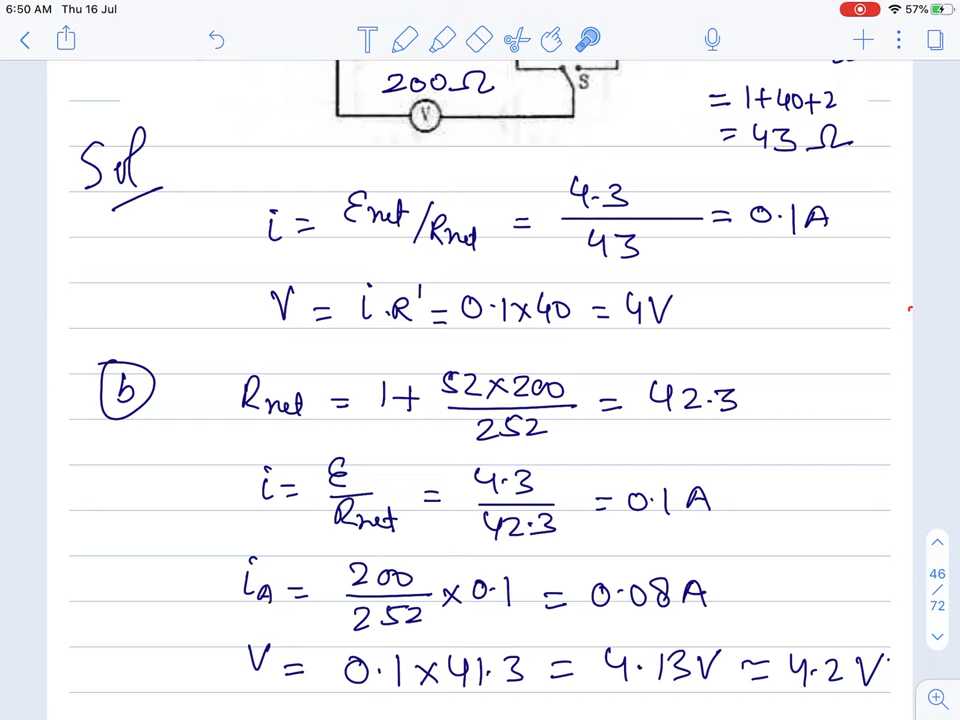 6:50 AM Thu 16 Jul 57%
T
200Ω
S
V
= 1+40+2
= 43 Ω
Sol
i = Enet/Rnet = 4.3/43 = 0.1A
V = i.R' = 0.1×40 = 4V
b Rnet = 1+ 52×200/252 = 42.3
i = ε/Rnet = 4.3/42.3 = 0.1 A
iA = 200/252 × 0.1 = 0.08A
V = 0.1×41.3 = 4.13V ≃ 4.2V
46
/
72